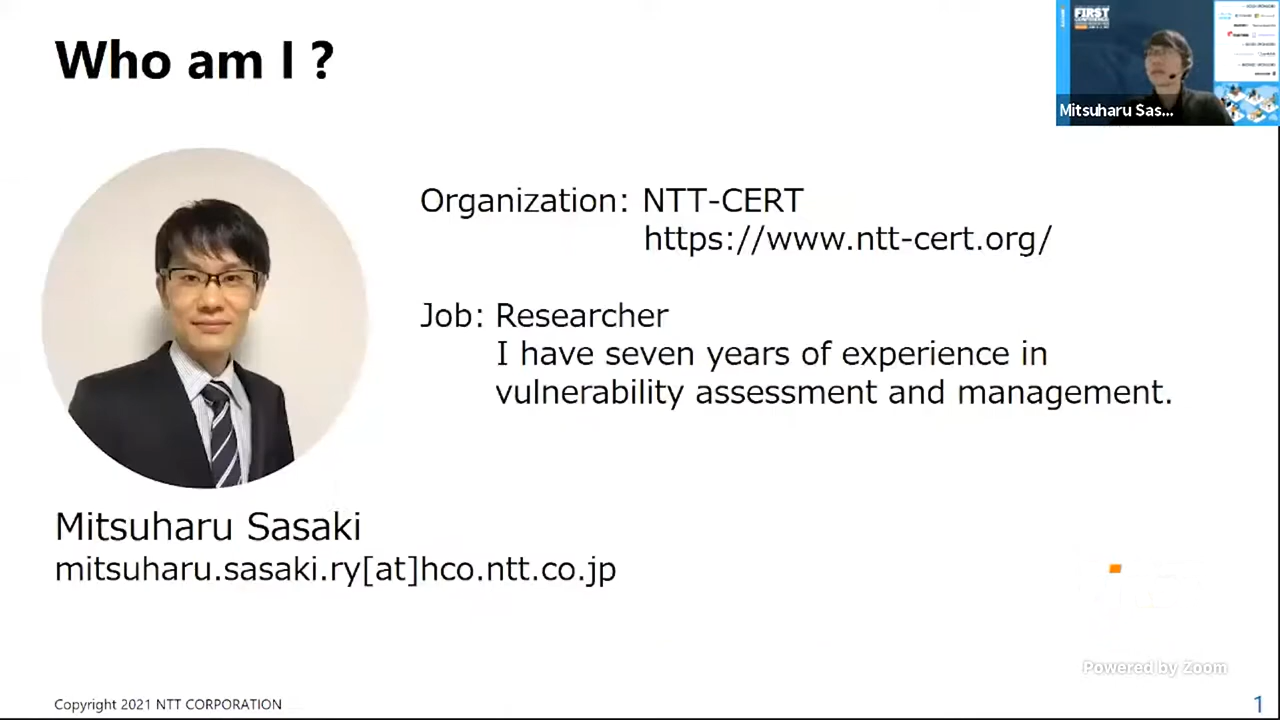 Who am I ?
FIRST
CONFERENCE
Mitsuharu Sas...
Organization: NTT-CERT
https://www.ntt-cert.org/
Job: Researcher
I have seven years of experience in
vulnerability assessment and management.
Mitsuharu Sasaki
mitsuharu.sasaki.ry[at]hco.ntt.co.jp
Powered by Zoom
Copyright 2021 NTT CORPORATION
1